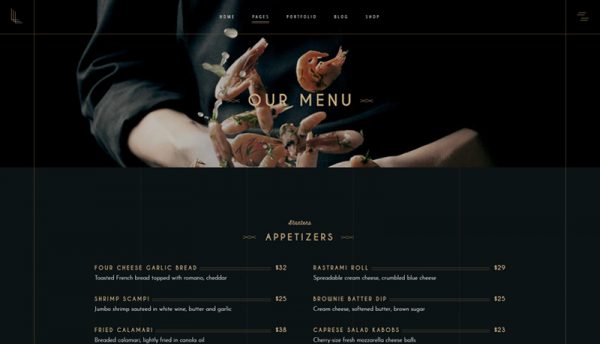 HOME PAGES PORTFOLIO BLOG SHOP
OUR MENU
Starters
APPETIZERS
FOUR CHEESE GARLIC BREAD $32
Toasted French bread topped with romano, cheddar
SHRIMP SCAMPI $25
Jumbo shrimp sauteed in white wine, butter and garlic
FRIED CALAMARI $38
Breaded calamari, lightly fried in canola oil
RASTRAMI ROLL $29
Spreadable cream cheese, crumbled blue cheese
BROWNIE BATTER DIP $25
Cream cheese, softened butter, brown sugar
CAPRESE SALAD KABOBS $23
Cherry-size fresh mozzarella cheese balls